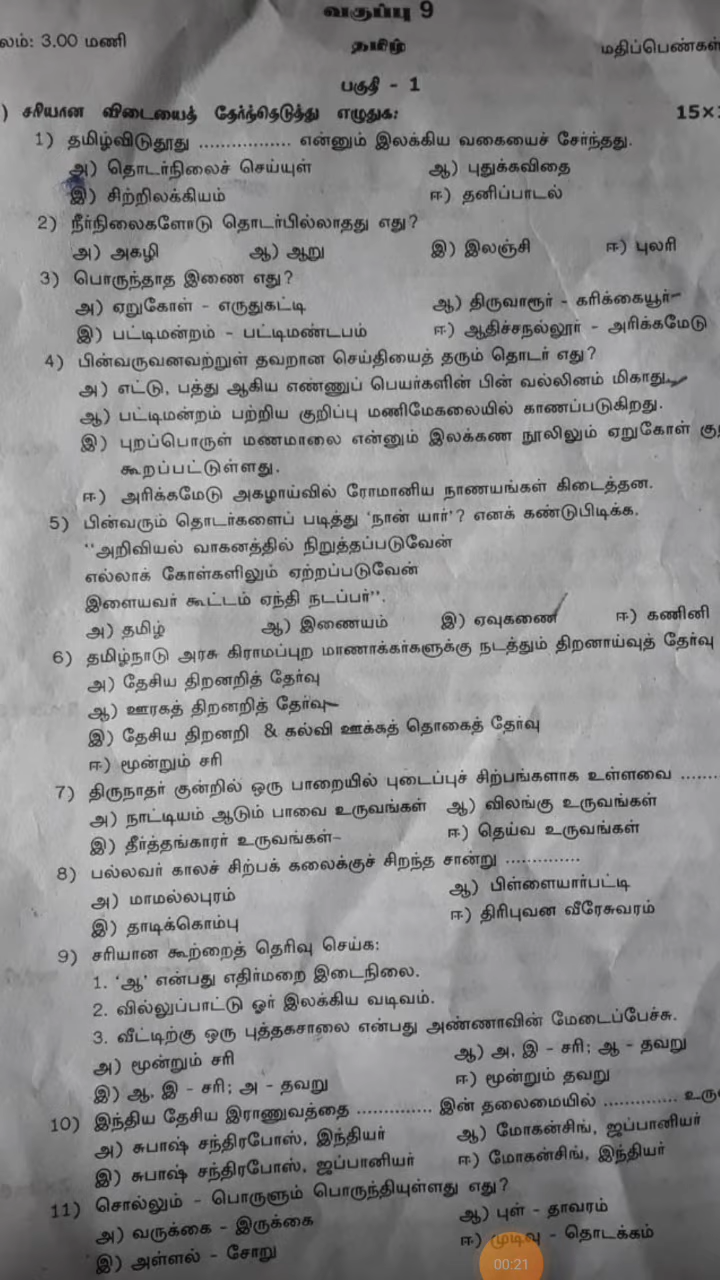 வகுப்பு 9
லம்: 3.00 மணி தமிழ் மதிப்பெண்கள்
பகுதி - 1
) சரியான விடையைத் தேர்ந்தெடுத்து எழுதுக: 15×
1) தமிழ்விடுதூது ................. என்னும் இலக்கிய வகையைச் சேர்ந்தது.
அ) தொடர்நிலைச் செய்யுள் ஆ) புதுக்கவிதை
இ) சிற்றிலக்கியம் ஈ) தனிப்பாடல்
2) நீர்நிலைகளோடு தொடர்பில்லாதது எது?
அ) அகழி ஆ) ஆறு இ) இலஞ்சி ஈ) புலரி
3) பொருந்தாத இணை எது?
அ) ஏறுகோள் - எருதுகட்டி ஆ) திருவாரூர் - கரிக்கையூர்
இ) பட்டிமன்றம் - பட்டிமண்டபம் ஈ) ஆதிச்சநல்லூர் - அரிக்கமேடு
4) பின்வருவனவற்றுள் தவறான செய்தியைத் தரும் தொடர் எது?
அ) எட்டு, பத்து ஆகிய எண்ணுப் பெயர்களின் பின் வல்லினம் மிகாது.
ஆ) பட்டிமன்றம் பற்றிய குறிப்பு மணிமேகலையில் காணப்படுகிறது.
இ) புறப்பொருள் மணமாலை என்னும் இலக்கண நூலிலும் ஏறுகோள்
கூறப்பட்டுள்ளது.
ஈ) அரிக்கமேடு அகழாய்வில் ரோமானிய நாணயங்கள் கிடைத்தன.
5) பின்வரும் தொடர்களைப் படித்து 'நான் யார்'? எனக் கண்டுபிடிக்க.
"அறிவியல் வாகனத்தில் நிறுத்தப்படுவேன்
எல்லாக் கோள்களிலும் ஏற்றப்படுவேன்
இளையவர் கூட்டம் ஏந்தி நடப்பர்".
அ) தமிழ் ஆ) இணையம் இ) ஏவுகணை ஈ) கணினி
6) தமிழ்நாடு அரசு கிராமப்புற மாணாக்கர்களுக்கு நடத்தும் திறனாய்வுத் தேர்வு
அ) தேசிய திறனறித் தேர்வு
ஆ) ஊரகத் திறனறித் தேர்வு
இ) தேசிய திறனறி & கல்வி ஊக்கத் தொகைத் தேர்வு
ஈ) மூன்றும் சரி
7) திருநாதர் குன்றில் ஒரு பாறையில் புடைப்புச் சிற்பங்களாக உள்ளவை .......
அ) நாட்டியம் ஆடும் பாவை உருவங்கள் ஆ) விலங்கு உருவங்கள்
இ) தீர்த்தங்காரர் உருவங்கள் ஈ) தெய்வ உருவங்கள்
8) பல்லவர் காலச் சிற்பக் கலைக்குச் சிறந்த சான்று ..............
அ) மாமல்லபுரம் ஆ) பிள்ளையார்பட்டி
இ) தாடிக்கொம்பு ஈ) திரிபுவன வீரேசுவரம்
9) சரியான கூற்றைத் தெரிவு செய்க:
1. 'ஆ' என்பது எதிர்மறை இடைநிலை.
2. வில்லுப்பாட்டு ஓர் இலக்கிய வடிவம்.
3. வீட்டிற்கு ஒரு புத்தகசாலை என்பது அண்ணாவின் மேடைப்பேச்சு.
அ) மூன்றும் சரி ஆ) அ, இ - சரி; ஆ - தவறு
இ) ஆ, இ - சரி; அ - தவறு ஈ) மூன்றும் தவறு
10) இந்திய தேசிய இராணுவத்தை .............. இன் தலைமையில் .............. உரு
அ) சுபாஷ் சந்திரபோஸ், இந்தியர் ஆ) மோகன்சிங், ஜப்பானியர்
இ) சுபாஷ் சந்திரபோஸ், ஜப்பானியர் ஈ) மோகன்சிங், இந்தியர்
11) சொல்லும் - பொருளும் பொருந்தியுள்ளது எது?
அ) வருக்கை - இருக்கை ஆ) புள் - தாவரம்
இ) அள்ளல் - சேறு ஈ) முடிவு - தொடக்கம்
00:21